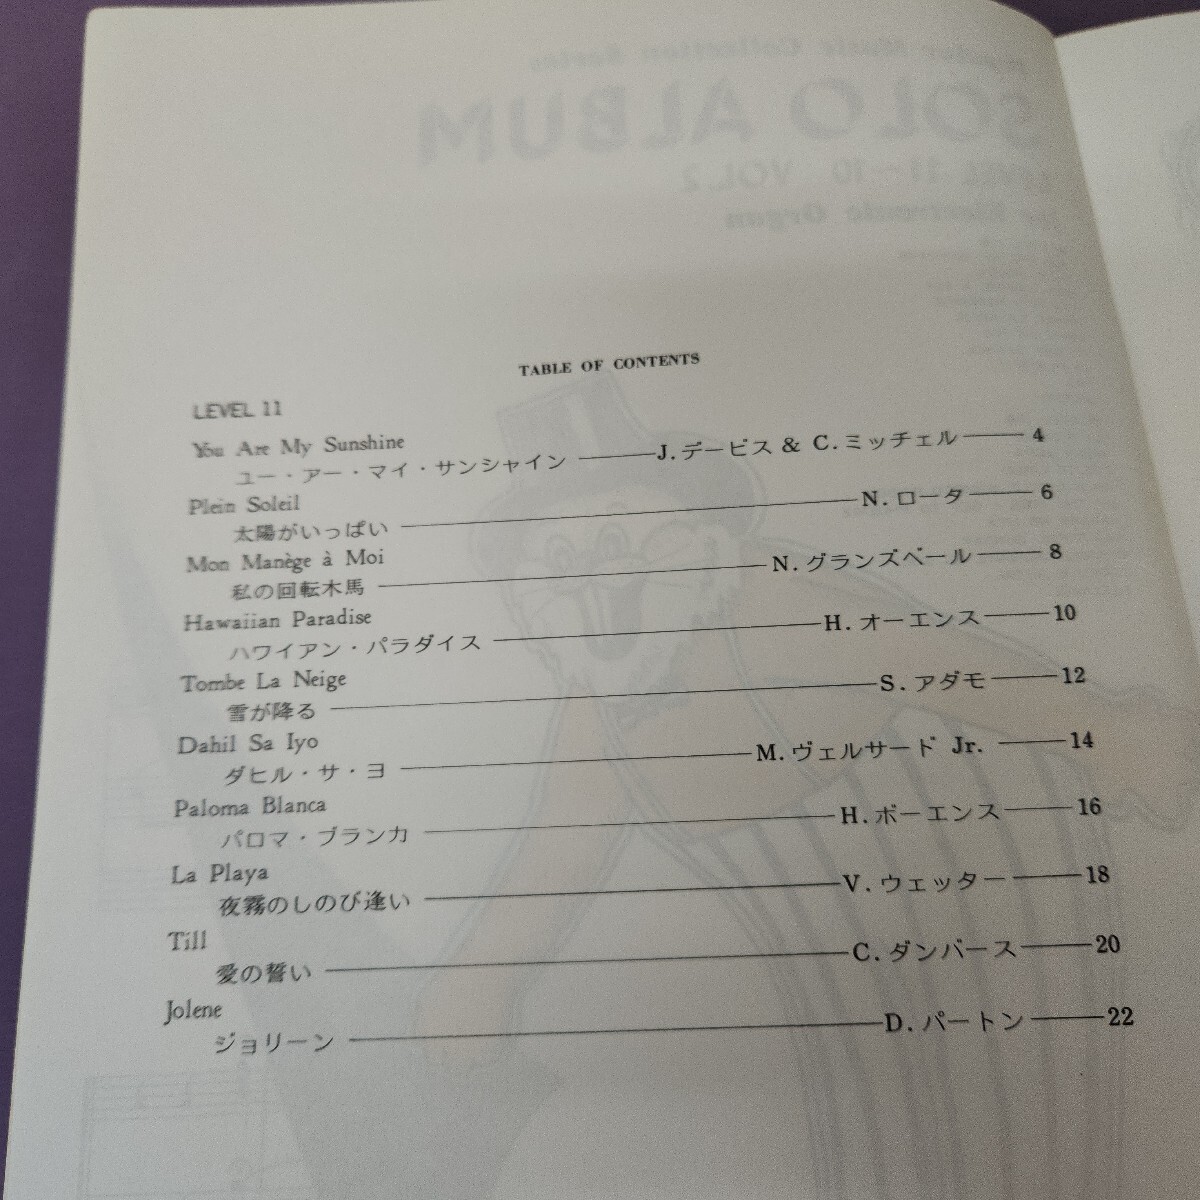 TABLE OF CONTENTS
LEVEL 11
You Are My Sunshine
ユー・アー・マイ・サンシャイン J. デービス & C. ミッチェル 4
Plein Soleil
太陽がいっぱい N. ロータ 6
Mon Manège à Moi
私の回転木馬 N. グランズベール 8
Hawaiian Paradise
ハワイアン・パラダイス H. オーエンス 10
Tombe La Neige
雪が降る S. アダモ 12
Dahil Sa Iyo
ダヒル・サ・ヨ M. ヴェルサード Jr. 14
Paloma Blanca
パロマ・ブランカ H. ボーエンス 16
La Playa
夜霧のしのび逢い V. ウェッター 18
Till
愛の誓い C. ダンバース 20
Jolene
ジョリーン D. パートン 22